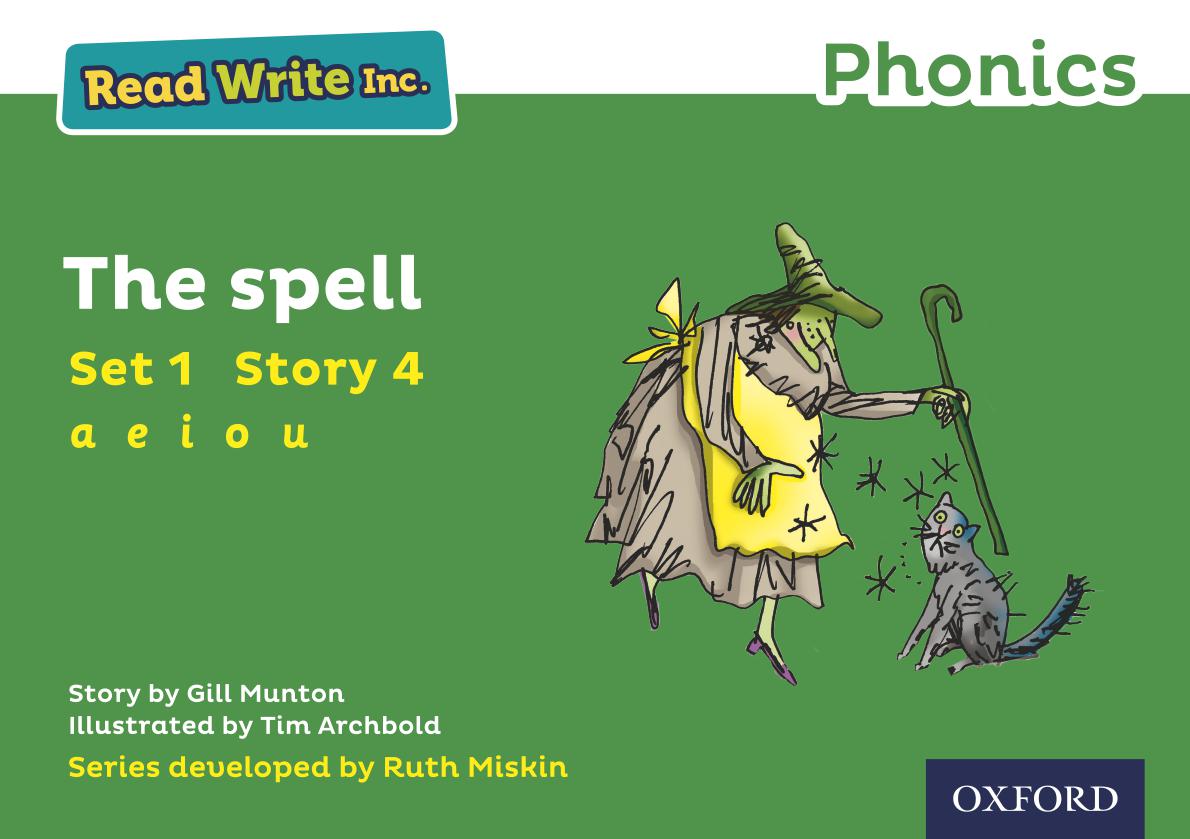 Read Write Inc.
Phonics
The spell
Set 1 Story 4
a e i o u
Story by Gill Munton
Illustrated by Tim Archbold
Series developed by Ruth Miskin
OXFORD